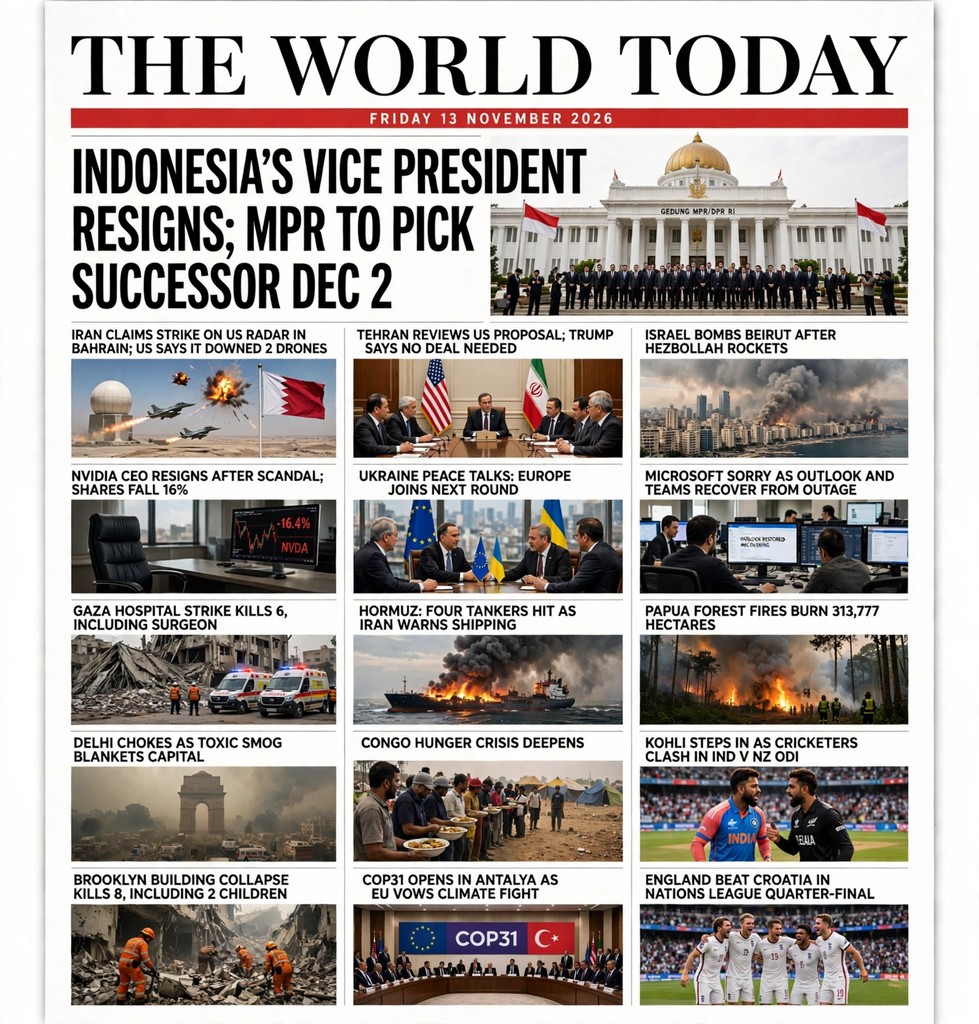 THE WORLD TODAY
FRIDAY 13 NOVEMBER 2026
INDONESIA'S VICE PRESIDENT
RESIGNS; MPR TO PICK
SUCCESSOR DEC 2
GEDUNG MPR/DPR RI
IRAN CLAIMS STRIKE ON US RADAR IN
BAHRAIN; US SAYS IT DOWNED 2 DRONES
TEHRAN REVIEWS US PROPOSAL; TRUMP
SAYS NO DEAL NEEDED
ISRAEL BOMBS BEIRUT AFTER
HEZBOLLAH ROCKETS
NVIDIA CEO RESIGNS AFTER SCANDAL;
SHARES FALL 16%
-16.4%
NVDA
UKRAINE PEACE TALKS: EUROPE
JOINS NEXT ROUND
MICROSOFT SORRY AS OUTLOOK AND
TEAMS RECOVER FROM OUTAGE
GAZA HOSPITAL STRIKE KILLS 6,
INCLUDING SURGEON
HORMUZ: FOUR TANKERS HIT AS
IRAN WARNS SHIPPING
PAPUA FOREST FIRES BURN 313,777
HECTARES
DELHI CHOKES AS TOXIC SMOG
BLANKETS CAPITAL
CONGO HUNGER CRISIS DEEPENS
KOHLI STEPS IN AS CRICKETERS
CLASH IN IND V NZ ODI
INDIA
BROOKLYN BUILDING COLLAPSE
KILLS 8, INCLUDING 2 CHILDREN
COP31 OPENS IN ANTALYA AS
EU VOWS CLIMATE FIGHT
COP31
ENGLAND BEAT CROATIA IN
NATIONS LEAGUE QUARTER-FINAL